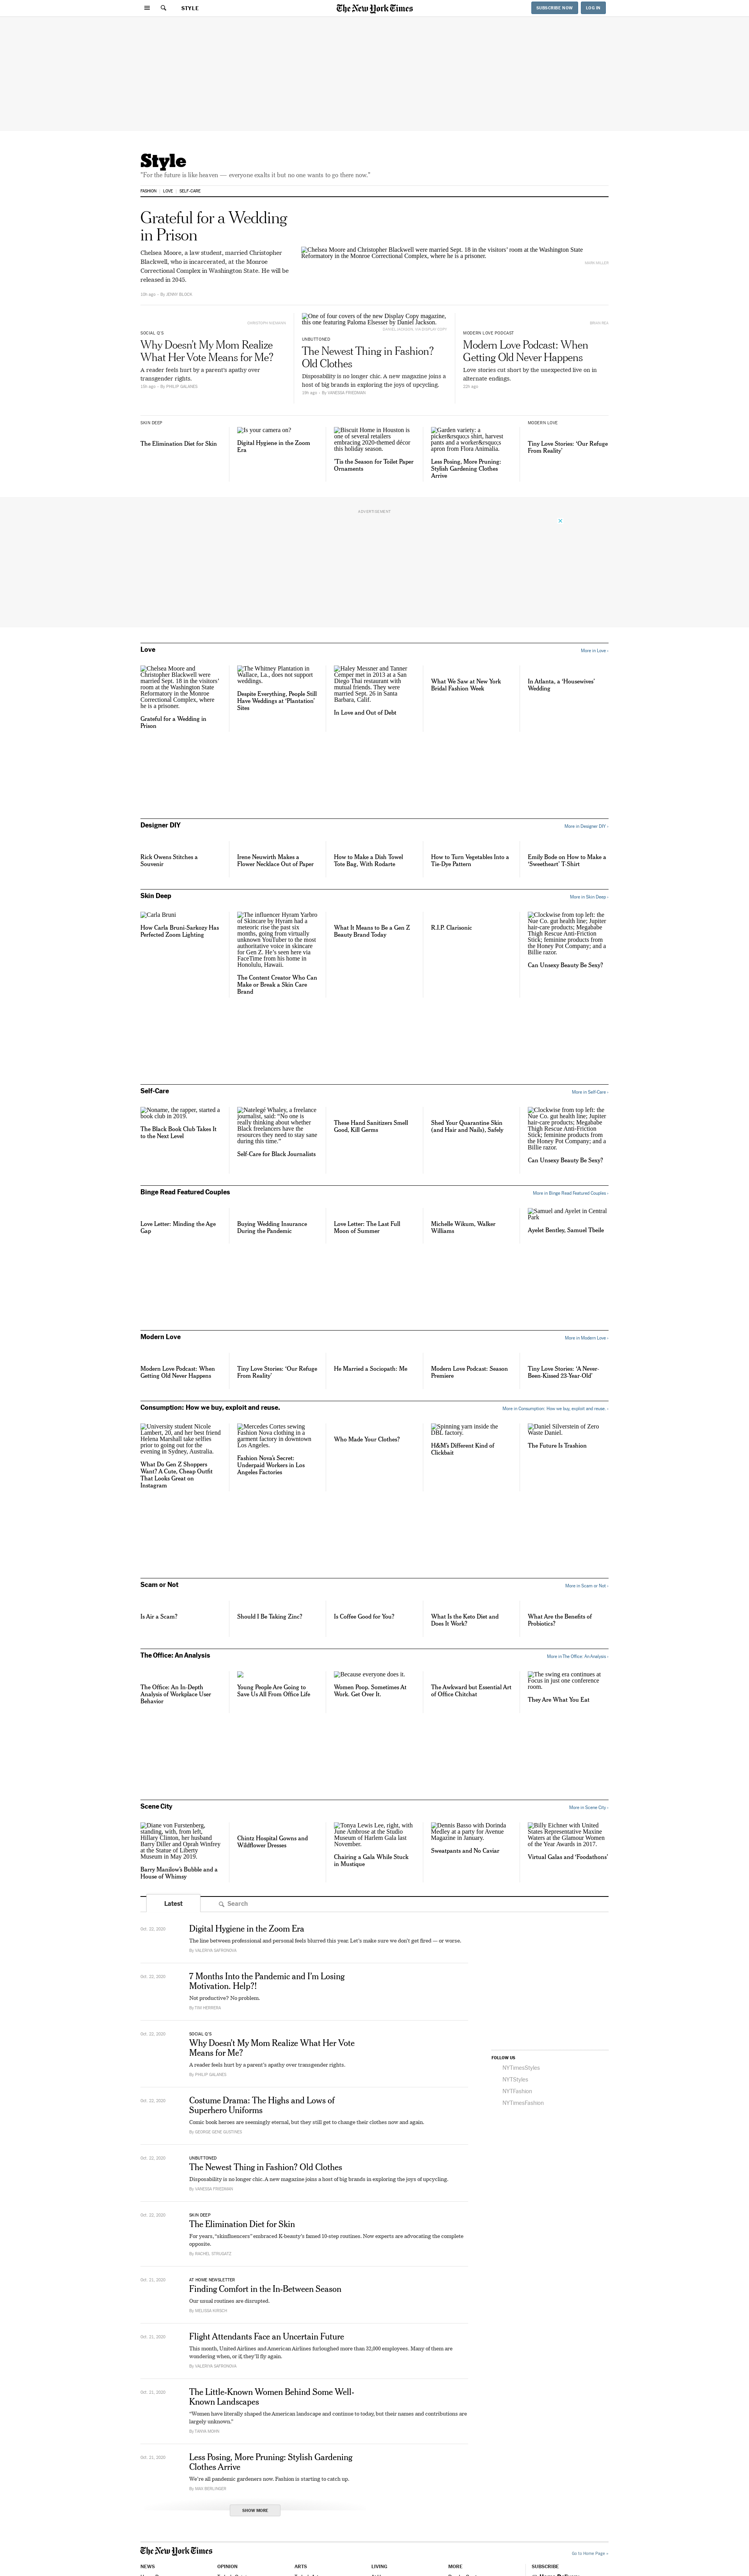 STYLE
The New York Times
SUBSCRIBE NOW
LOG IN
Style
"For the future is like heaven — everyone exalts it but no one wants to go there now."
FASHION
LOVE
SELF-CARE
Grateful for a Wedding
in Prison
Chelsea Moore, a law student, married Christopher
Blackwell, who is incarcerated, at the Monroe
Correctional Complex in Washington State. He will be
released in 2045.
By JENNY BLOCK
Chelsea Moore and Christopher Blackwell were married Sept. 18 in the visitors' room at the Washington State
Reformatory in the Monroe Correctional Complex, where he is a prisoner.
SOCIAL Q'S
Why Doesn't My Mom Realize
What Her Vote Means for Me?
A reader feels hurt by a parent's apathy over
transgender rights.
By PHILIP GALANES
One of four covers of the new Display Copy magazine,
this one featuring Paloma Elsesser by Daniel Jackson.
UNBUTTONED
The Newest Thing in Fashion?
Old Clothes
Disposability is no longer chic. A new magazine joins a
host of big brands in exploring the joys of upcycling.
By VANESSA FRIEDMAN
MODERN LOVE PODCAST
Modern Love Podcast: When
Getting Old Never Happens
Love stories cut short by the unexpected live on in
alternate endings.
SKIN DEEP
The Elimination Diet for Skin
Is your camera on?
Digital Hygiene in the Zoom
Era
Biscuit Home in Houston is
one of several retailers
embracing 2020-themed décor
this holiday season.
'Tis the Season for Toilet Paper
Ornaments
Garden variety: a
picker&rsquo;s shirt, harvest
pants and a worker&rsquo;s
apron from Flora Animalia.
Less Posing, More Pruning:
Stylish Gardening Clothes
Arrive
MODERN LOVE
Tiny Love Stories: 'Our Refuge
From Reality'
ADVERTISEMENT
Love
More in Love ›
Chelsea Moore and
Christopher Blackwell were
married Sept. 18 in the visitors'
room at the Washington State
Reformatory in the Monroe
Correctional Complex, where
he is a prisoner.
Grateful for a Wedding in
Prison
The Whitney Plantation in
Wallace, La., does not support
weddings.
Despite Everything, People Still
Have Weddings at 'Plantation'
Sites
Haley Messner and Tanner
Cempet met in 2013 at a San
Diego Thai restaurant with
mutual friends. They were
married Sept. 26 in Santa
Barbara, Calif.
In Love and Out of Debt
What We Saw at New York
Bridal Fashion Week
In Atlanta, a 'Housewives'
Wedding
Designer DIY
More in Designer DIY ›
Rick Owens Stitches a
Souvenir
Irene Neuwirth Makes a
Flower Necklace Out of Paper
How to Make a Dish Towel
Tote Bag, With Rodarte
How to Turn Vegetables Into a
Tie-Dye Pattern
Emily Bode on How to Make a
'Sweetheart' T-Shirt
Skin Deep
More in Skin Deep ›
Carla Bruni
How Carla Bruni-Sarkozy Has
Perfected Zoom Lighting
The influencer Hyram Yarbro
of Skincare by Hyram had a
meteoric rise the past six
months, going from virtually
unknown YouTuber to the most
authoritative voice in skincare
for Gen Z. He's seen here via
FaceTime from his home in
Honolulu, Hawaii.
The Content Creator Who Can
Make or Break a Skin Care
Brand
What It Means to Be a Gen Z
Beauty Brand Today
R.I.P. Clarisonic
Clockwise from top left: the
Nue Co. gut health line; Jupiter
hair-care products; Megababe
Thigh Rescue Anti-Friction
Stick; feminine products from
the Honey Pot Company; and a
Billie razor.
Can Unsexy Beauty Be Sexy?
Self-Care
More in Self-Care ›
Noname, the rapper, started a
book club in 2019.
The Black Book Club Takes It
to the Next Level
Natelegé Whaley, a freelance
journalist, said: "No one is
really thinking about whether
Black freelancers have the
resources they need to stay sane
during this time."
Self-Care for Black Journalists
These Hand Sanitizers Smell
Good, Kill Germs
Shed Your Quarantine Skin
(and Hair and Nails), Safely
Clockwise from top left: the
Nue Co. gut health line; Jupiter
hair-care products; Megababe
Thigh Rescue Anti-Friction
Stick; feminine products from
the Honey Pot Company; and a
Billie razor.
Can Unsexy Beauty Be Sexy?
Binge Read Featured Couples
More in Binge Read Featured Couples ›
Love Letter: Minding the Age
Gap
Buying Wedding Insurance
During the Pandemic
Love Letter: The Last Full
Moon of Summer
Michelle Wikum, Walker
Williams
Samuel and Ayelet in Central
Park
Ayelet Bentley, Samuel Theile
Modern Love
More in Modern Love ›
Modern Love Podcast: When
Getting Old Never Happens
Tiny Love Stories: 'Our Refuge
From Reality'
He Married a Sociopath: Me
Modern Love Podcast: Season
Premiere
Tiny Love Stories: 'A Never-
Been-Kissed 23-Year-Old'
Consumption: How we buy, exploit and reuse.
More in Consumption: How we buy, exploit and reuse. ›
University student Nicole
Lambert, 20, and her best friend
Helena Marshall take selfies
prior to going out for the
evening in Sydney, Australia.
What Do Gen Z Shoppers
Want? A Cute, Cheap Outfit
That Looks Great on
Instagram
Mercedes Cortes sewing
Fashion Nova clothing in a
garment factory in downtown
Los Angeles.
Fashion Nova's Secret:
Underpaid Workers in Los
Angeles Factories
Who Made Your Clothes?
Spinning yarn inside the
DBL factory.
H&M's Different Kind of
Clickbait
Daniel Silverstein of Zero
Waste Daniel.
The Future Is Trashion
Scam or Not
More in Scam or Not ›
Is Air a Scam?
Should I Be Taking Zinc?
Is Coffee Good for You?
What Is the Keto Diet and
Does It Work?
What Are the Benefits of
Probiotics?
The Office: An Analysis
More in The Office: An Analysis ›
The Office: An In-Depth
Analysis of Workplace User
Behavior
Young People Are Going to
Save Us All From Office Life
Because everyone does it.
Women Poop. Sometimes At
Work. Get Over It.
The Awkward but Essential Art
of Office Chitchat
The swing era continues at
Focus in just one conference
room.
They Are What You Eat
Scene City
More in Scene City ›
Diane von Furstenberg,
standing, with, from left,
Hillary Clinton, her husband
Barry Diller and Oprah Winfrey
at the Statue of Liberty
Museum in May 2019.
Barry Manilow's Bubble and a
House of Whimsy
Chintz Hospital Gowns and
Wildflower Dresses
Tonya Lewis Lee, right, with
June Ambrose at the Studio
Museum of Harlem Gala last
November.
Chairing a Gala While Stuck
in Mustique
Dennis Basso with Dorinda
Medley at a party for Avenue
Magazine in January.
Sweatpants and No Caviar
Billy Eichner with United
States Representative Maxine
Waters at the Glamour Women
of the Year Awards in 2017.
Virtual Galas and 'Foodathons'
Latest
Search
Oct. 22, 2020
Digital Hygiene in the Zoom Era
The line between professional and personal feels blurred this year. Let's make sure we don't get fired — or worse.
By VALERIYA SAFRONOVA
Oct. 22, 2020
7 Months Into the Pandemic and I'm Losing
Motivation. Help?!
Not productive? No problem.
By TIM HERRERA
Oct. 22, 2020
SOCIAL Q'S
Why Doesn't My Mom Realize What Her Vote
Means for Me?
A reader feels hurt by a parent's apathy over transgender rights.
By PHILIP GALANES
Oct. 22, 2020
Costume Drama: The Highs and Lows of
Superhero Uniforms
Comic book heroes are seemingly eternal, but they still get to change their clothes now and again.
By GEORGE GENE GUSTINES
Oct. 22, 2020
UNBUTTONED
The Newest Thing in Fashion? Old Clothes
Disposability is no longer chic. A new magazine joins a host of big brands in exploring the joys of upcycling.
By VANESSA FRIEDMAN
Oct. 22, 2020
SKIN DEEP
The Elimination Diet for Skin
For years, "skinfluencers" embraced K-beauty's famed 10-step routines. Now experts are advocating the complete
opposite.
By RACHEL STRUGATZ
Oct. 21, 2020
AT HOME NEWSLETTER
Finding Comfort in the In-Between Season
Our usual routines are disrupted.
By MELISSA KIRSCH
Oct. 21, 2020
Flight Attendants Face an Uncertain Future
This month, United Airlines and American Airlines furloughed more than 32,000 employees. Many of them are
wondering when, or if, they'll fly again.
By VALERIYA SAFRONOVA
Oct. 21, 2020
The Little-Known Women Behind Some Well-
Known Landscapes
"Women have literally shaped the American landscape and continue to today, but their names and contributions are
largely unknown."
By TANYA MOHN
Oct. 21, 2020
Less Posing, More Pruning: Stylish Gardening
Clothes Arrive
We're all pandemic gardeners now. Fashion is starting to catch up.
By MAX BERLINGER
SHOW MORE
FOLLOW US
NYTimesStyles
NYTStyles
NYTFashion
NYTimesFashion
The New York Times
Go to Home Page »
NEWS
OPINION
ARTS
LIVING
MORE
SUBSCRIBE